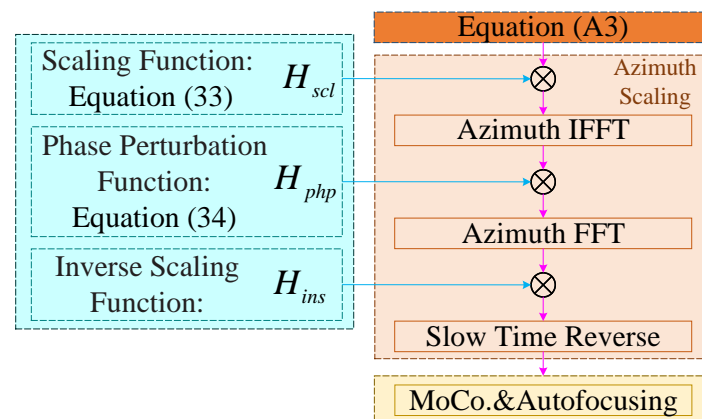 Equation (A3)
Scaling Function:
Equation (33)
H_scl
Azimuth
Scaling
Azimuth IFFT
Phase Perturbation
Function:
Equation (34)
H_php
Azimuth FFT
Inverse Scaling
Function:
H_ins
Slow Time Reverse
MoCo.&Autofocusing